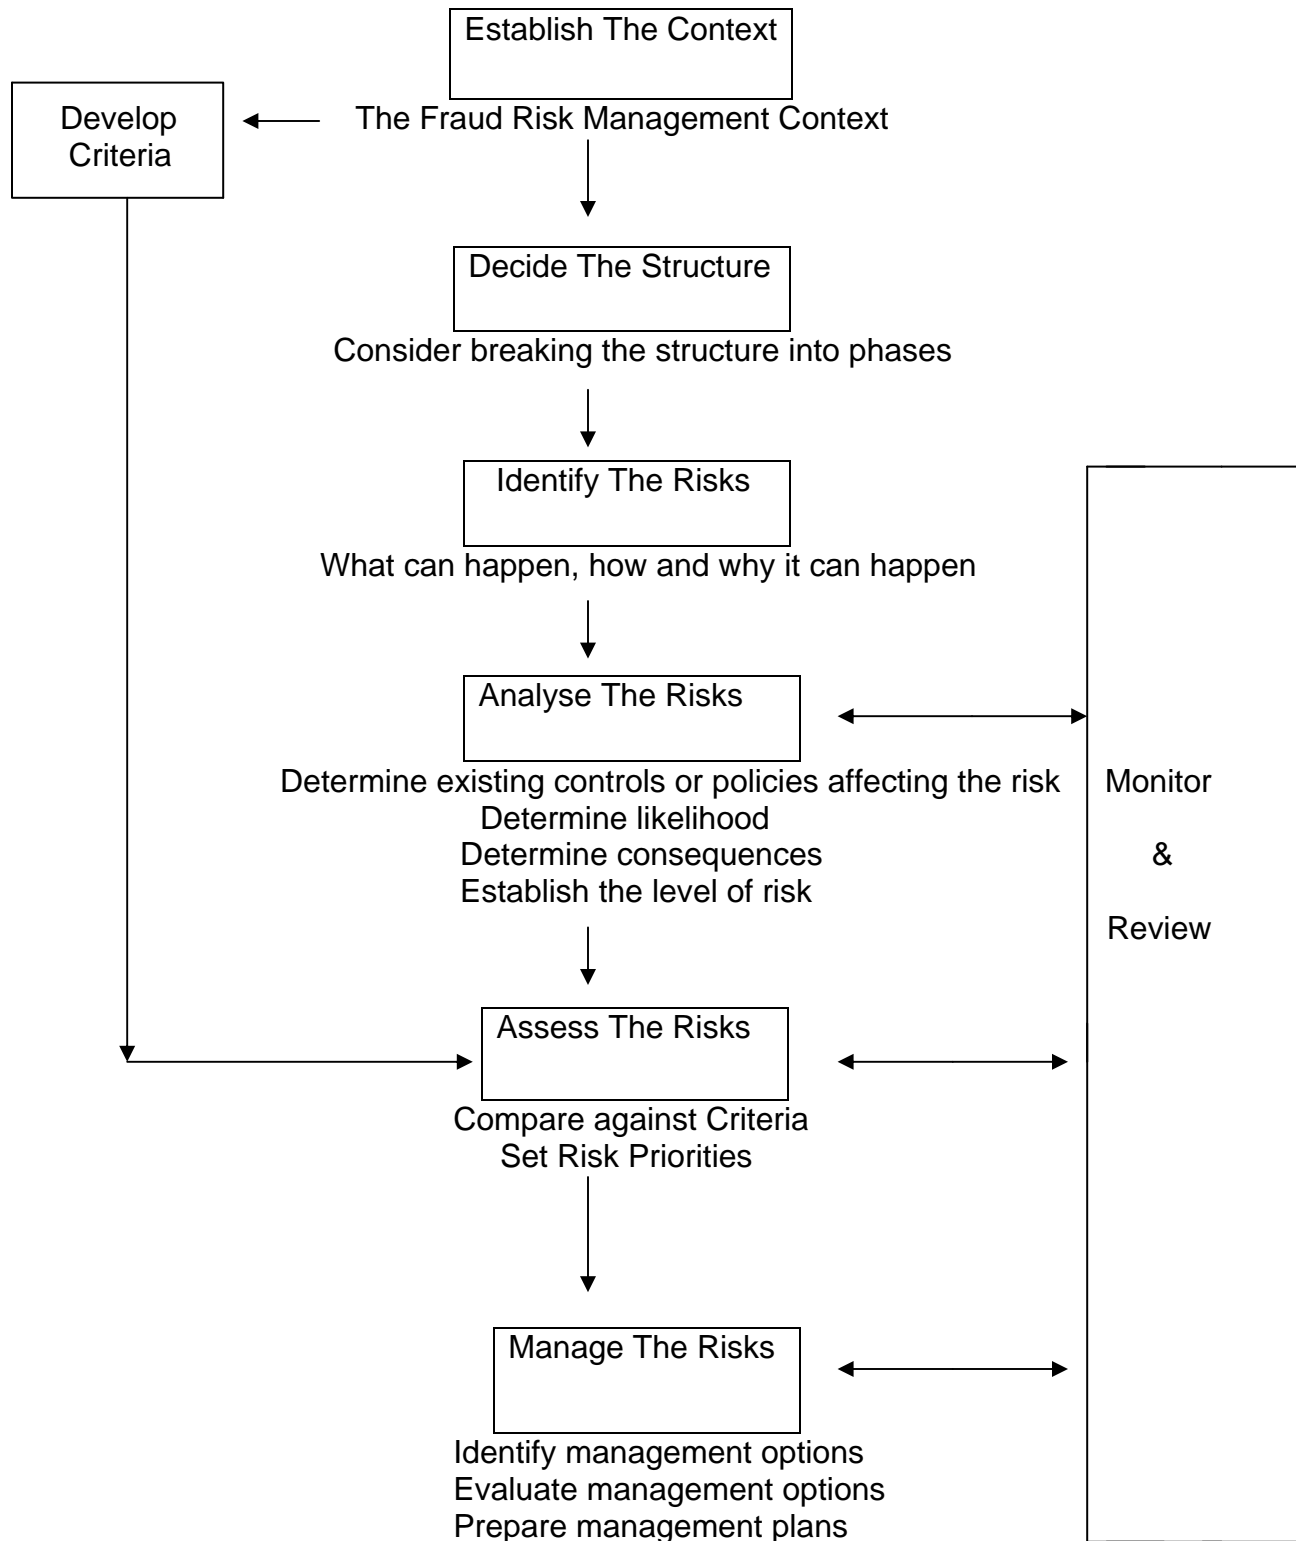 Establish The Context
Develop
Criteria
The Fraud Risk Management Context
Decide The Structure
Consider breaking the structure into phases
Identify The Risks
What can happen, how and why it can happen
Analyse The Risks
Determine existing controls or policies affecting the risk
Determine likelihood
Determine consequences
Establish the level of risk
Monitor
&
Review
Assess The Risks
Compare against Criteria
Set Risk Priorities
Manage The Risks
Identify management options
Evaluate management options
Prepare management plans